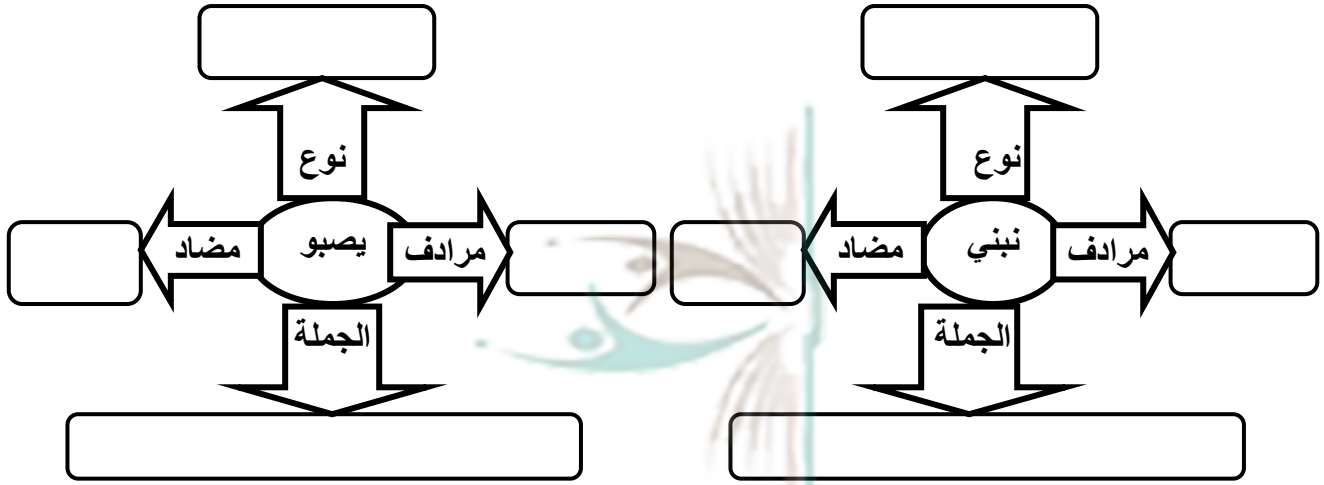 نوع
مرادف
نبني
مضاد
الجملة
نوع
مرادف
يصبو
مضاد
الجملة